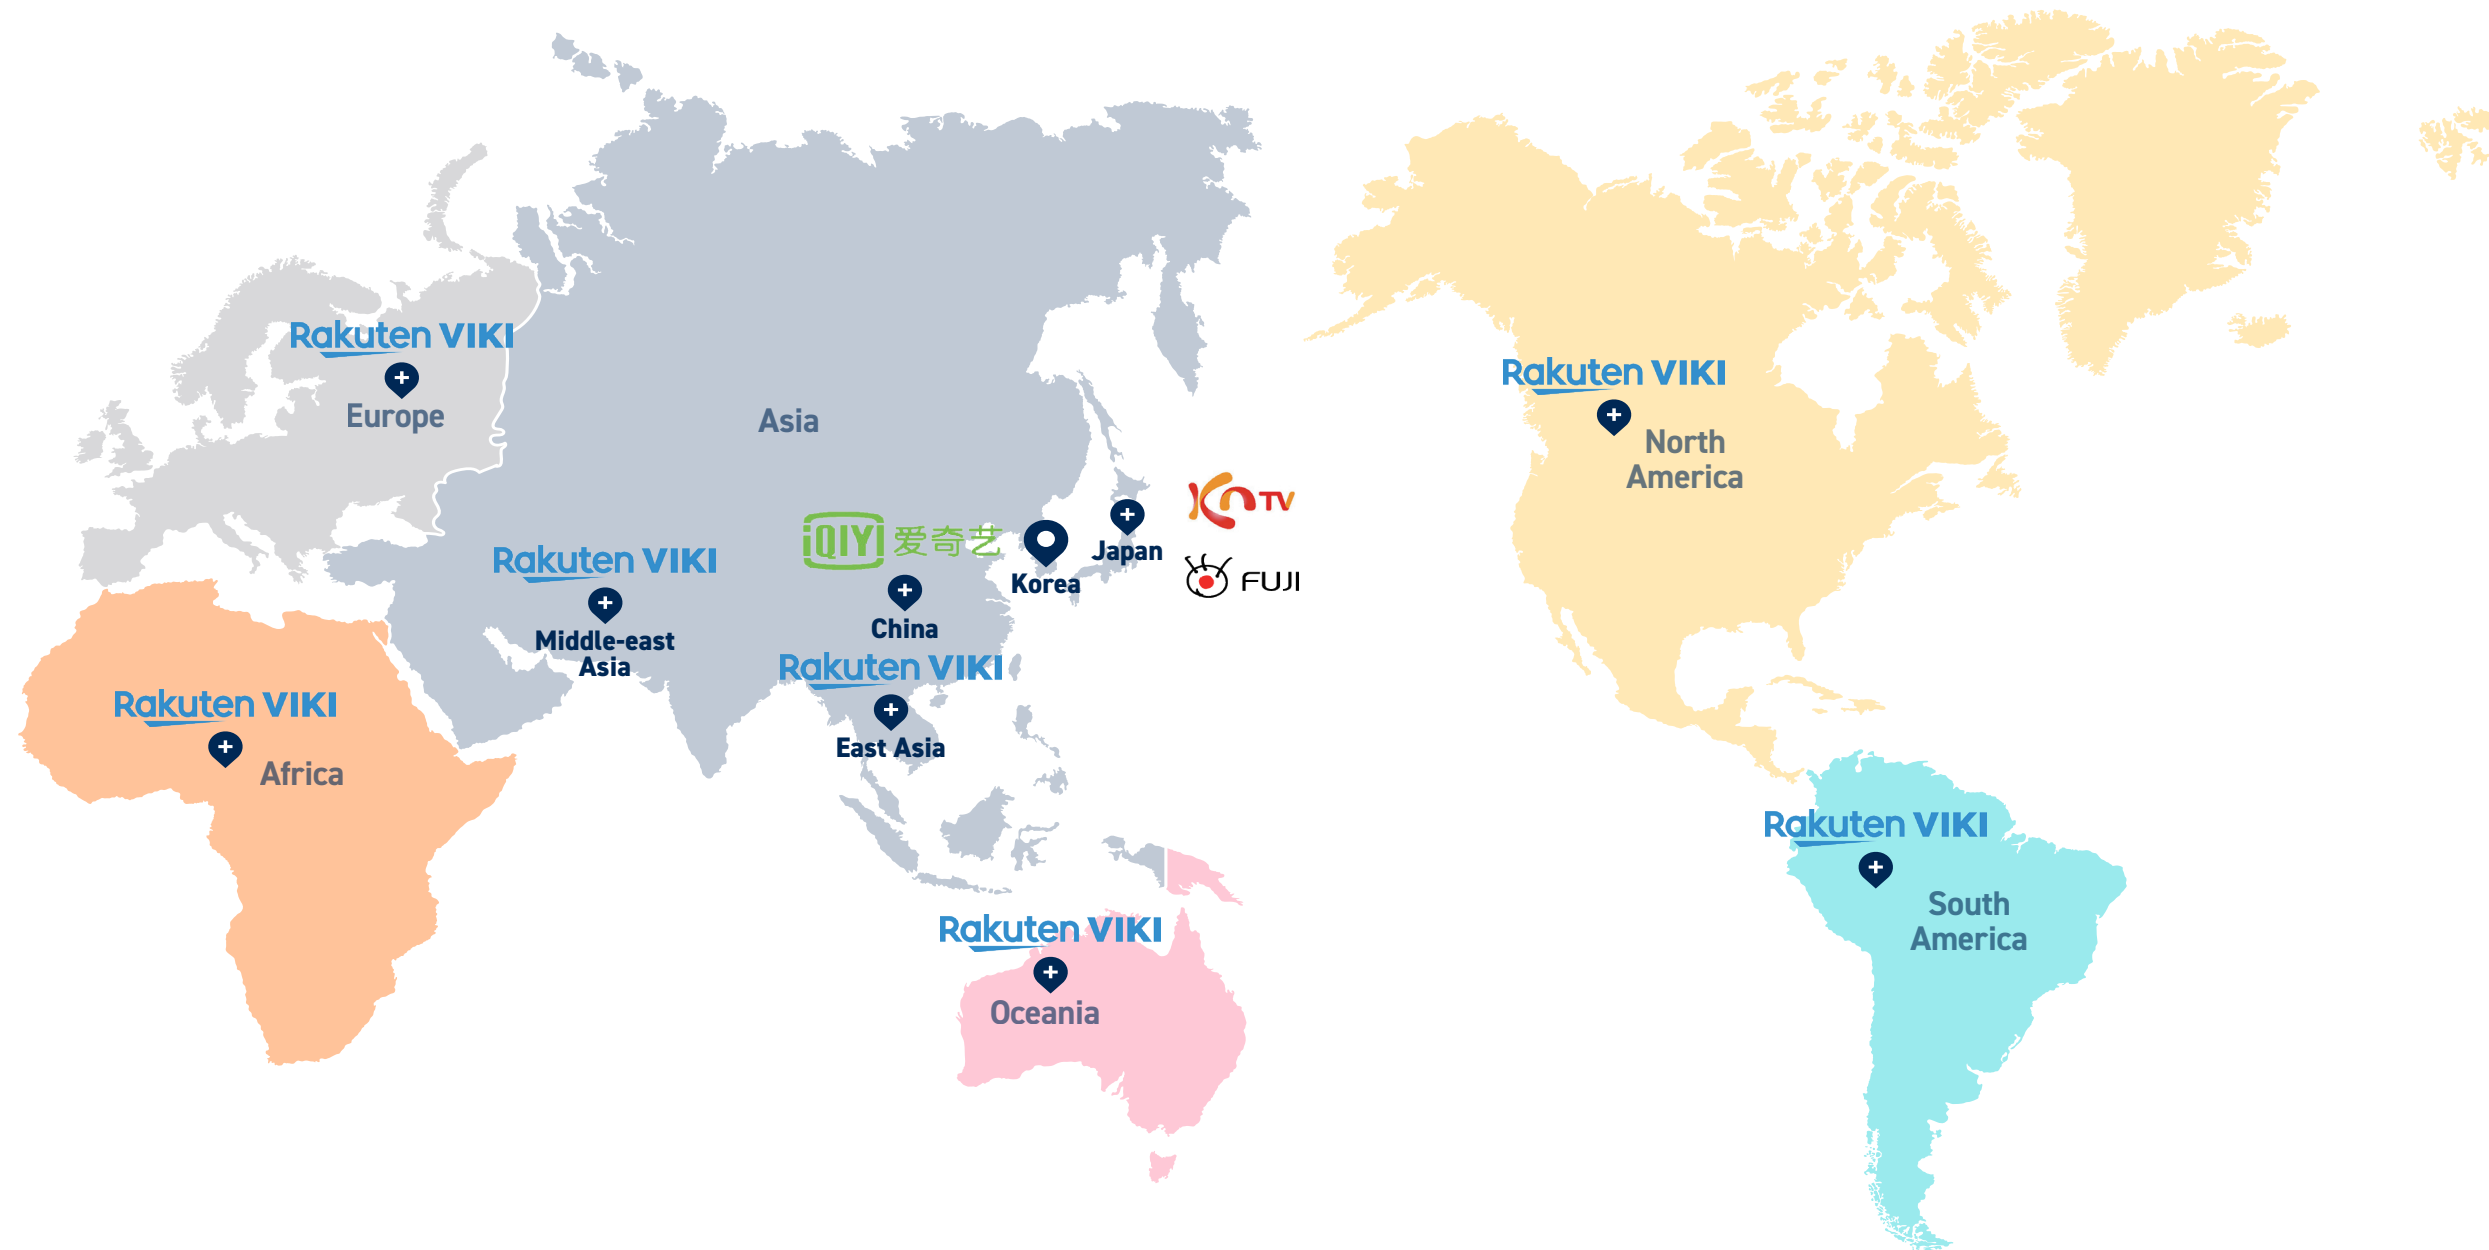 Rakuten VIKI
Europe
Rakuten VIKI
North
America
Asia
KN TV
iQIYI 爱奇艺
Korea
Japan
FUJI
Rakuten VIKI
Middle-east
Asia
China
Rakuten VIKI
East Asia
Rakuten VIKI
Africa
Rakuten VIKI
South
America
Rakuten VIKI
Oceania